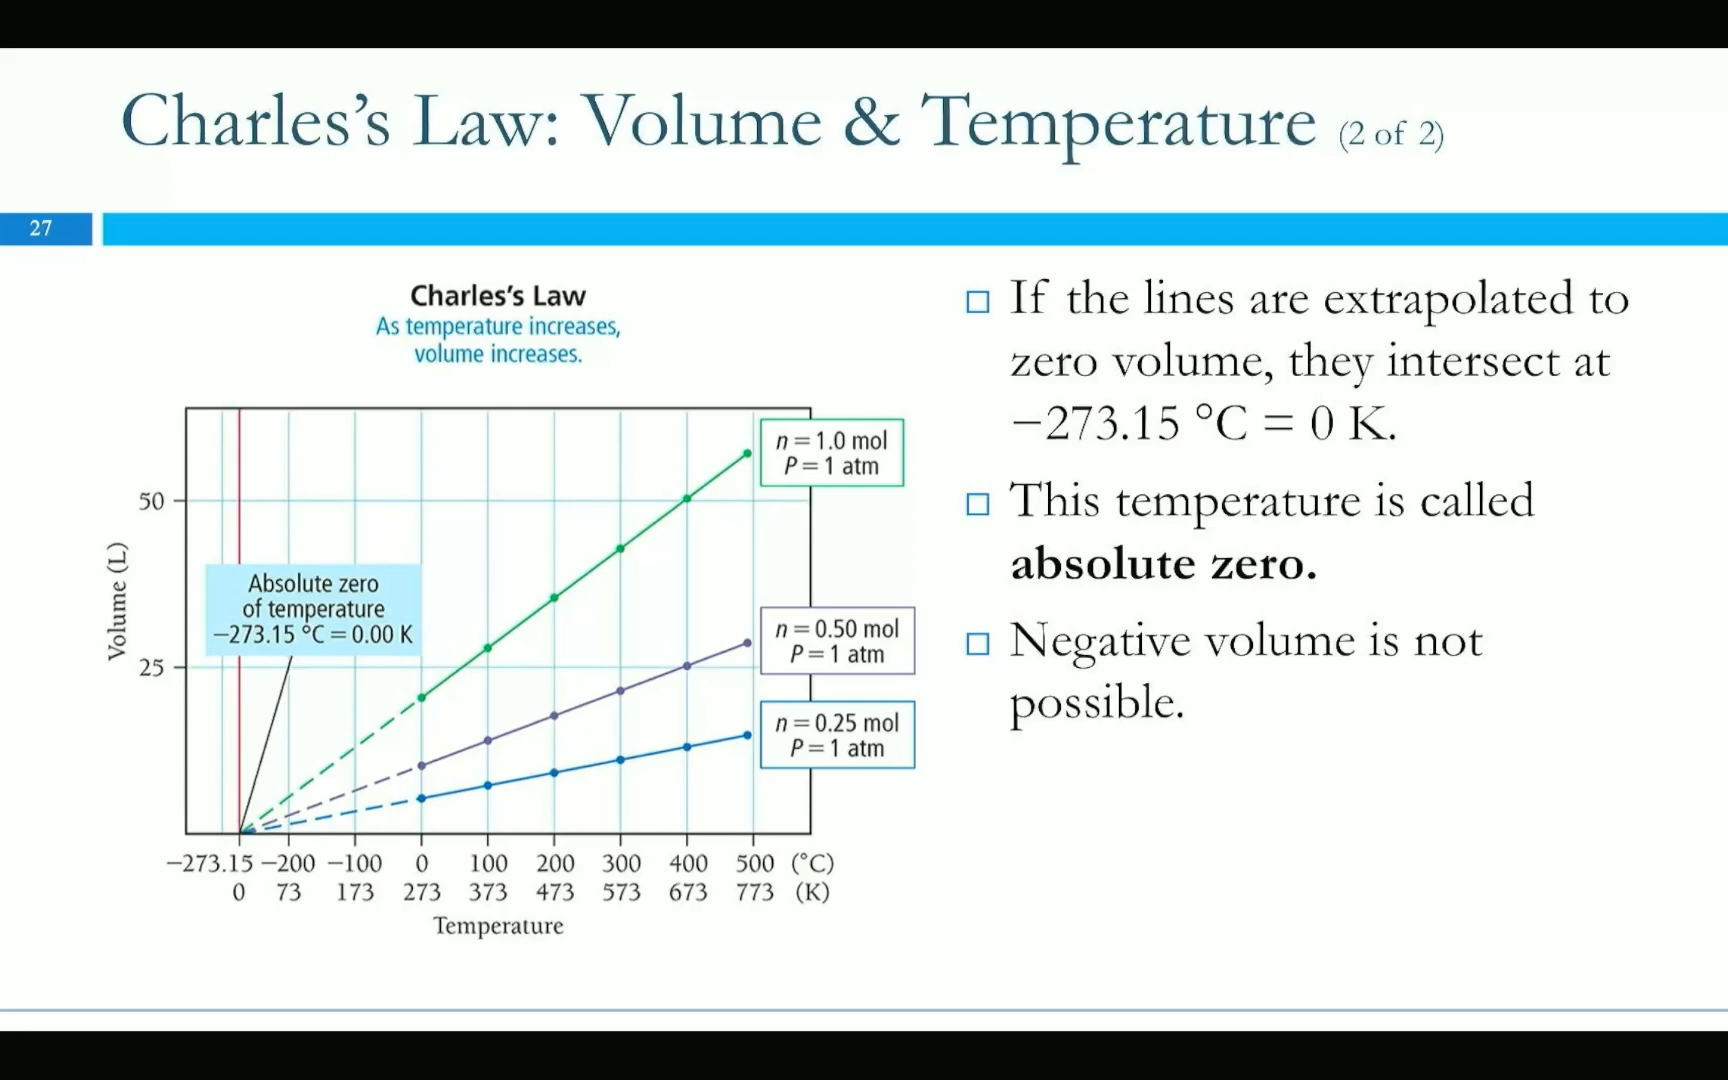 Charles’s Law: Volume & Temperature (2 of 2)
27
Charles’s Law
As temperature increases,
volume increases.
Volume (L)
50
25
Absolute zero
of temperature
−273.15 °C = 0.00 K
n = 1.0 mol
P = 1 atm
n = 0.50 mol
P = 1 atm
n = 0.25 mol
P = 1 atm
−273.15 −200 −100 0 100 200 300 400 500 (°C)
0 73 173 273 373 473 573 673 773 (K)
Temperature
If the lines are extrapolated to
zero volume, they intersect at
−273.15 °C = 0 K.
This temperature is called
absolute zero.
Negative volume is not
possible.